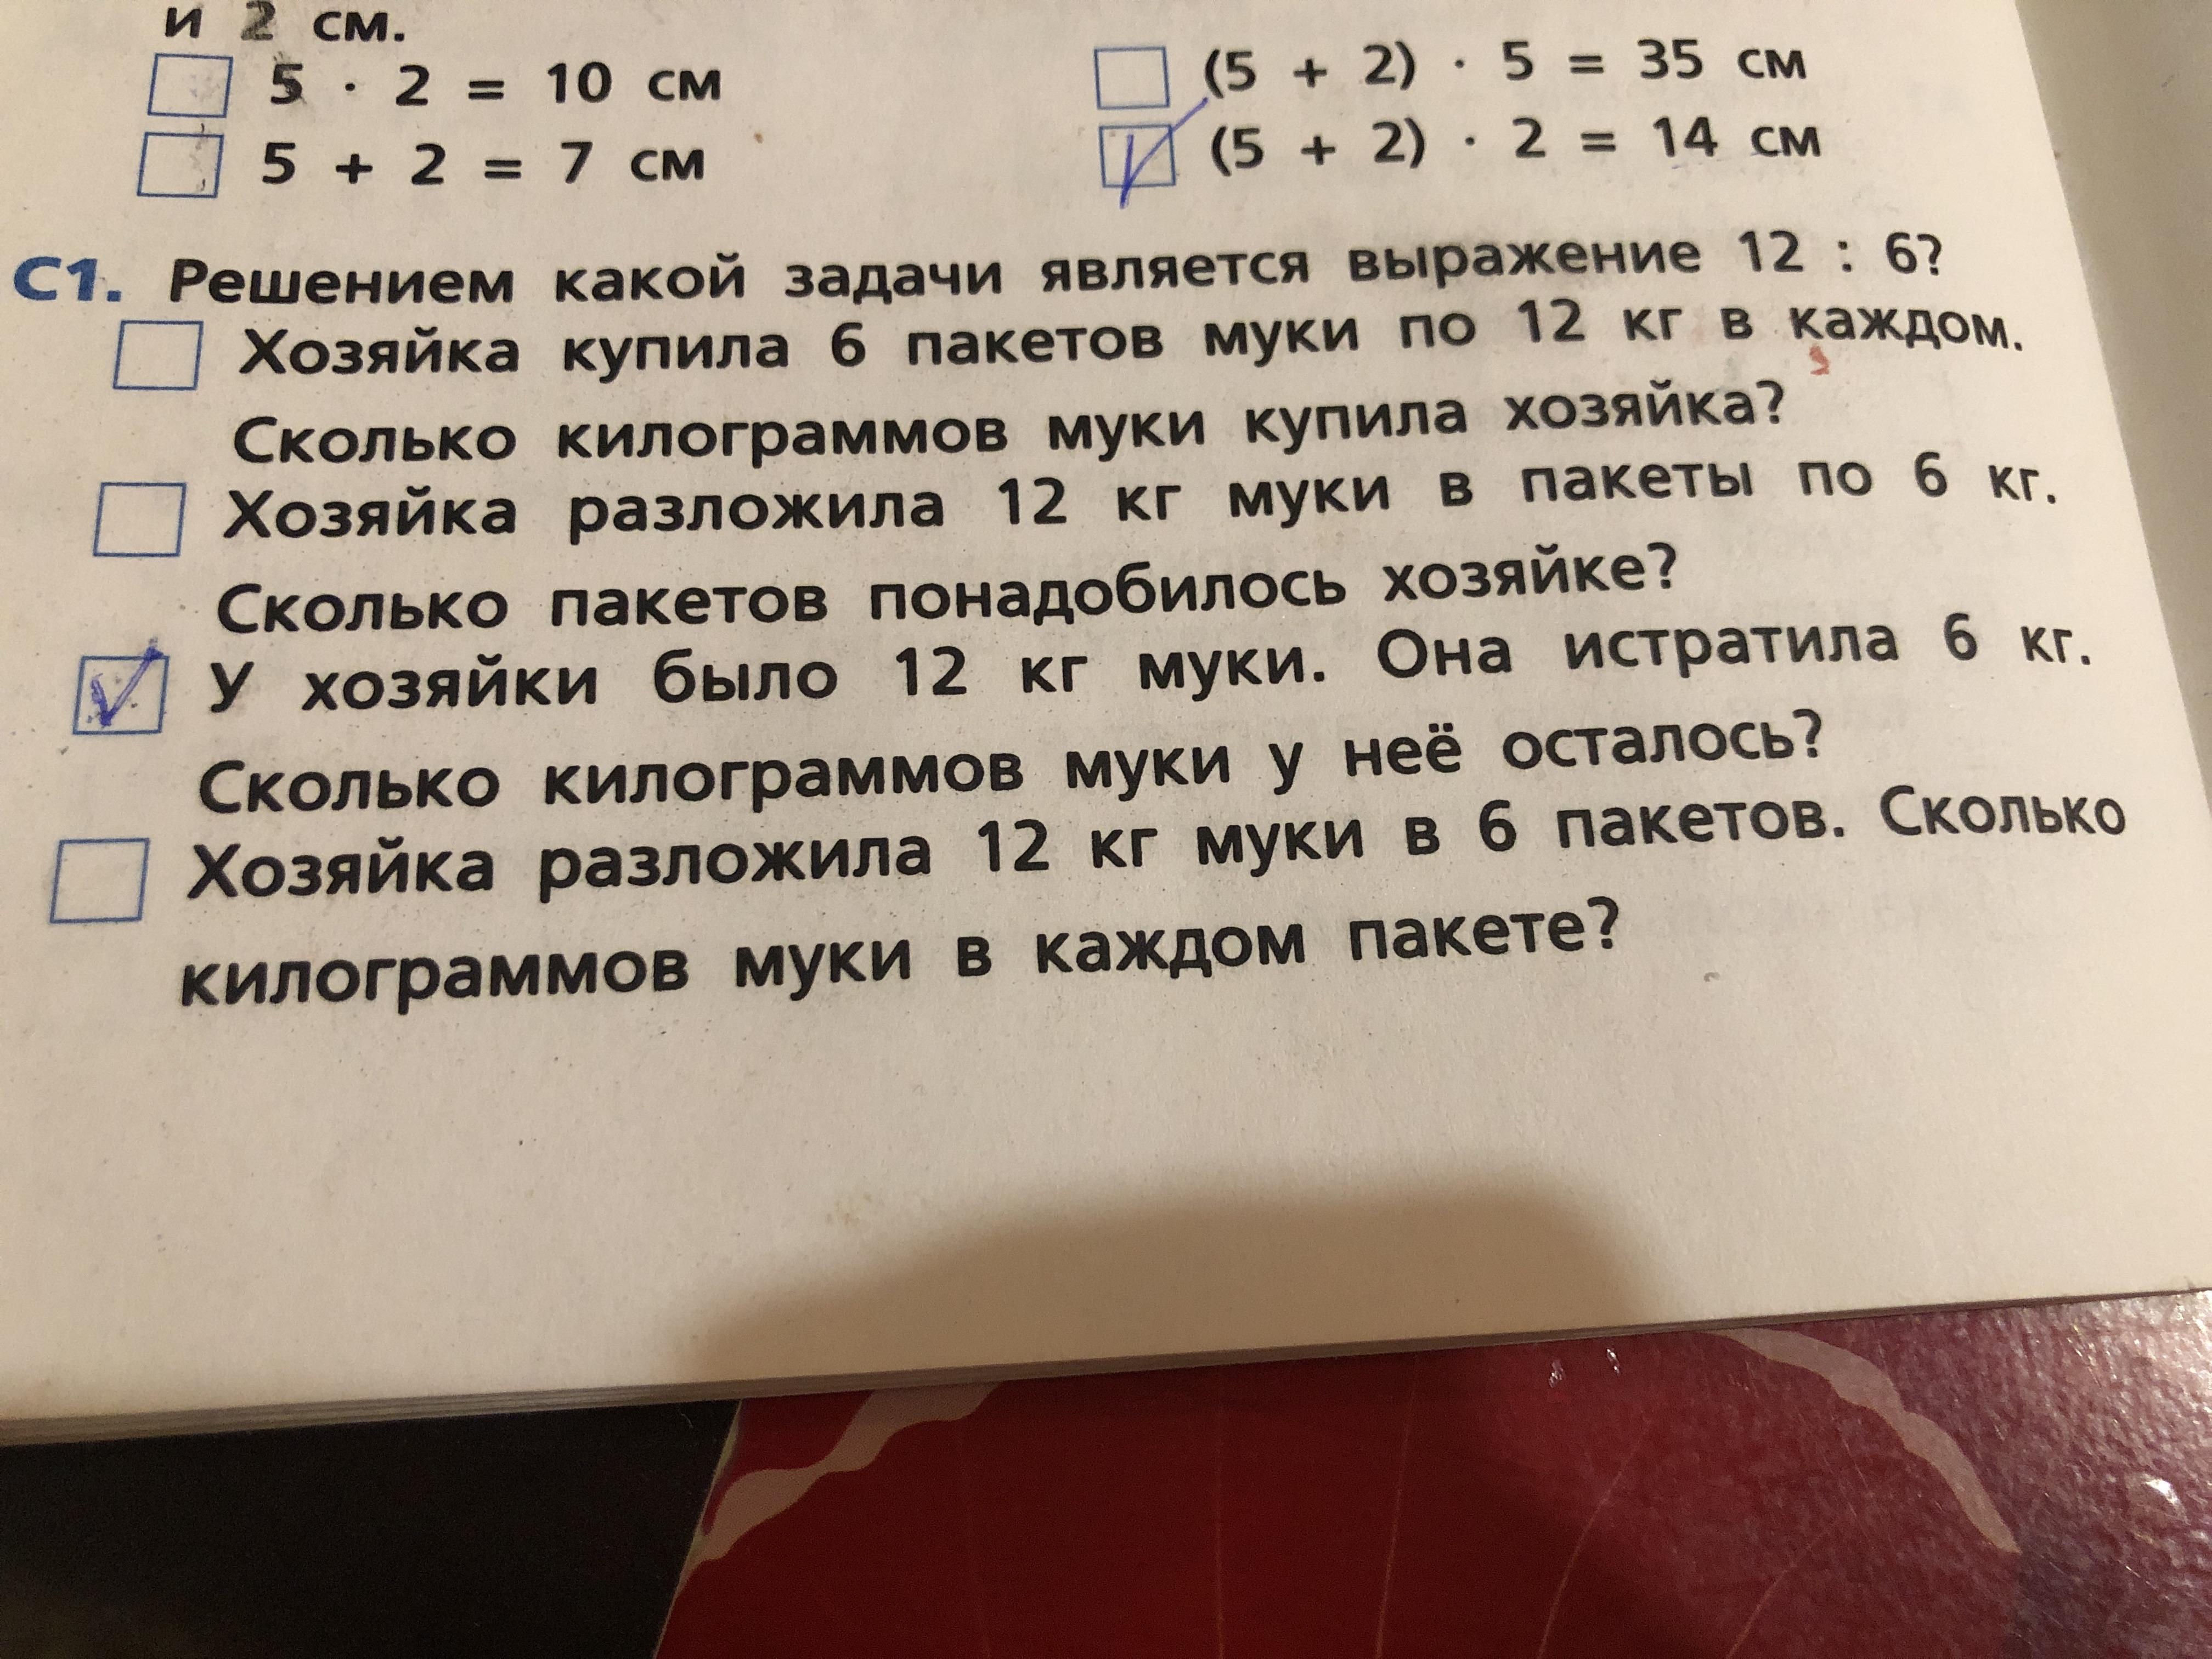 и 2 см.
5 · 2 = 10 см
(5 + 2) · 5 = 35 см
5 + 2 = 7 см
(5 + 2) · 2 = 14 см
С1. Решением какой задачи является выражение 12 : 6?
Хозяйка купила 6 пакетов муки по 12 кг в каждом.
Сколько килограммов муки купила хозяйка?
Хозяйка разложила 12 кг муки в пакеты по 6 кг.
Сколько пакетов понадобилось хозяйке?
У хозяйки было 12 кг муки. Она истратила 6 кг.
Сколько килограммов муки у неё осталось?
Хозяйка разложила 12 кг муки в 6 пакетов. Сколько
килограммов муки в каждом пакете?